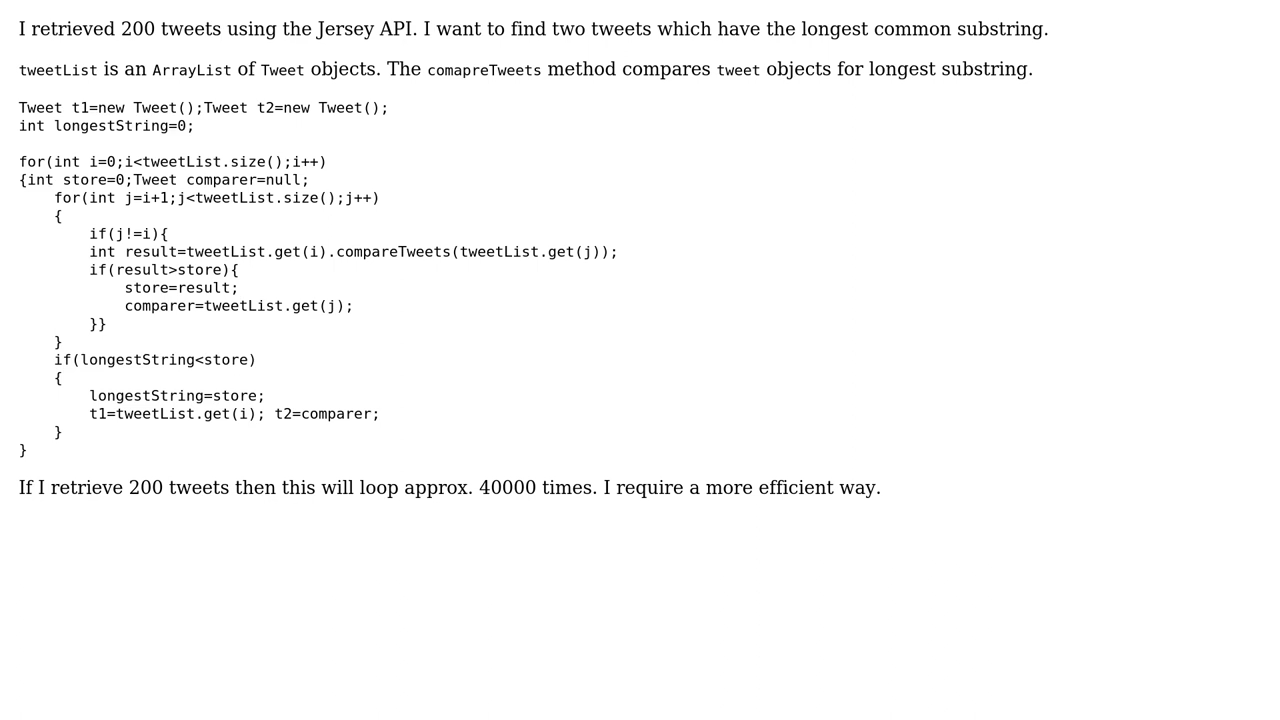 I retrieved 200 tweets using the Jersey API. I want to find two tweets which have the longest common substring.
tweetList is an ArrayList of Tweet objects. The comapreTweets method compares tweet objects for longest substring.
Tweet t1=new Tweet();Tweet t2=new Tweet();
int longestString=0;

for(int i=0;i<tweetList.size();i++)
{int store=0;Tweet comparer=null;
    for(int j=i+1;j<tweetList.size();j++)
    {
        if(j!=i){
        int result=tweetList.get(i).compareTweets(tweetList.get(j));
        if(result>store){
            store=result;
            comparer=tweetList.get(j);
        }}
    }
    if(longestString<store)
    {
        longestString=store;
        t1=tweetList.get(i); t2=comparer;
    }
}
If I retrieve 200 tweets then this will loop approx. 40000 times. I require a more efficient way.